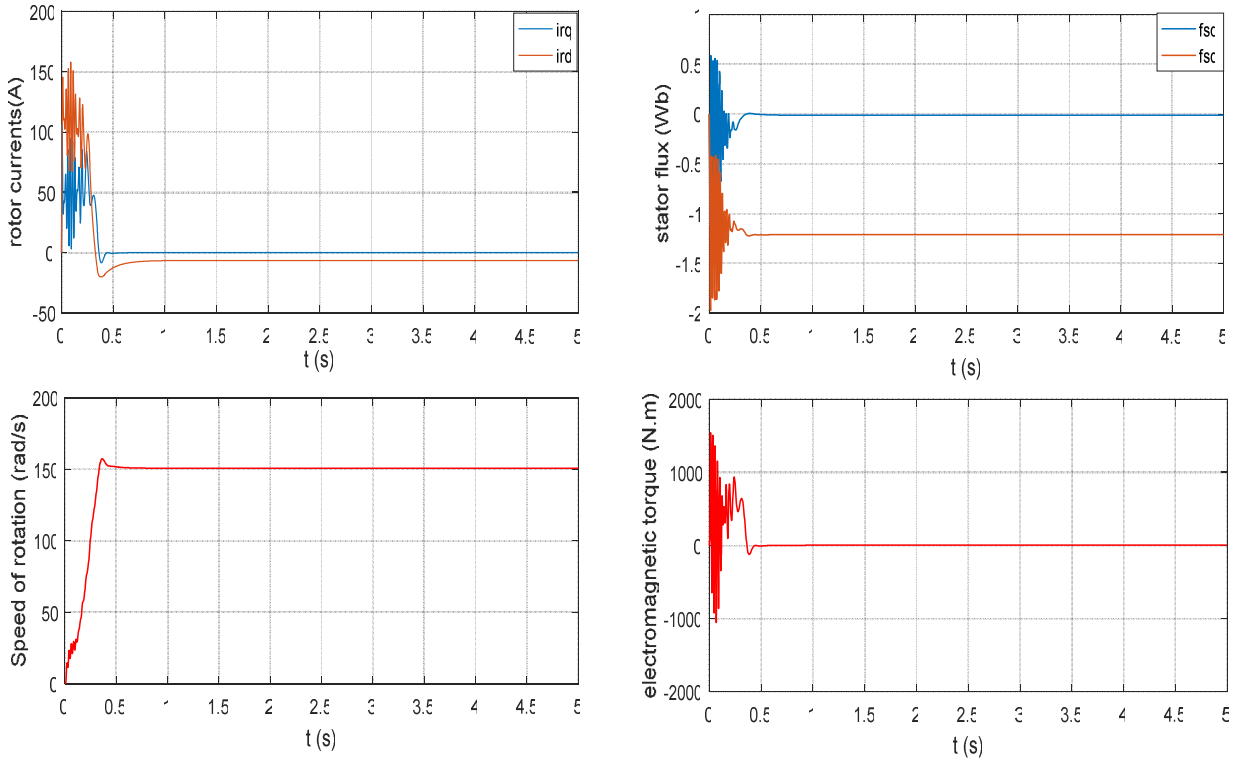 200
150
100
50
0
-50
rotor currents(A)
irq
ird
0 0.5 1 1.5 2 2.5 3 3.5 4 4.5 5
t (s)
0.5
0
-0.5
-1
-1.5
-2
stator flux (Wb)
fsc
fsc
0 0.5 1 1.5 2 2.5 3 3.5 4 4.5 5
t (s)
200
150
100
50
0
Speed of rotation (rad/s)
0 0.5 1 1.5 2 2.5 3 3.5 4 4.5 5
t (s)
2000
1000
0
-1000
-2000
electromagnetic torque (N.m)
0 0.5 1 1.5 2 2.5 3 3.5 4 4.5 5
t (s)